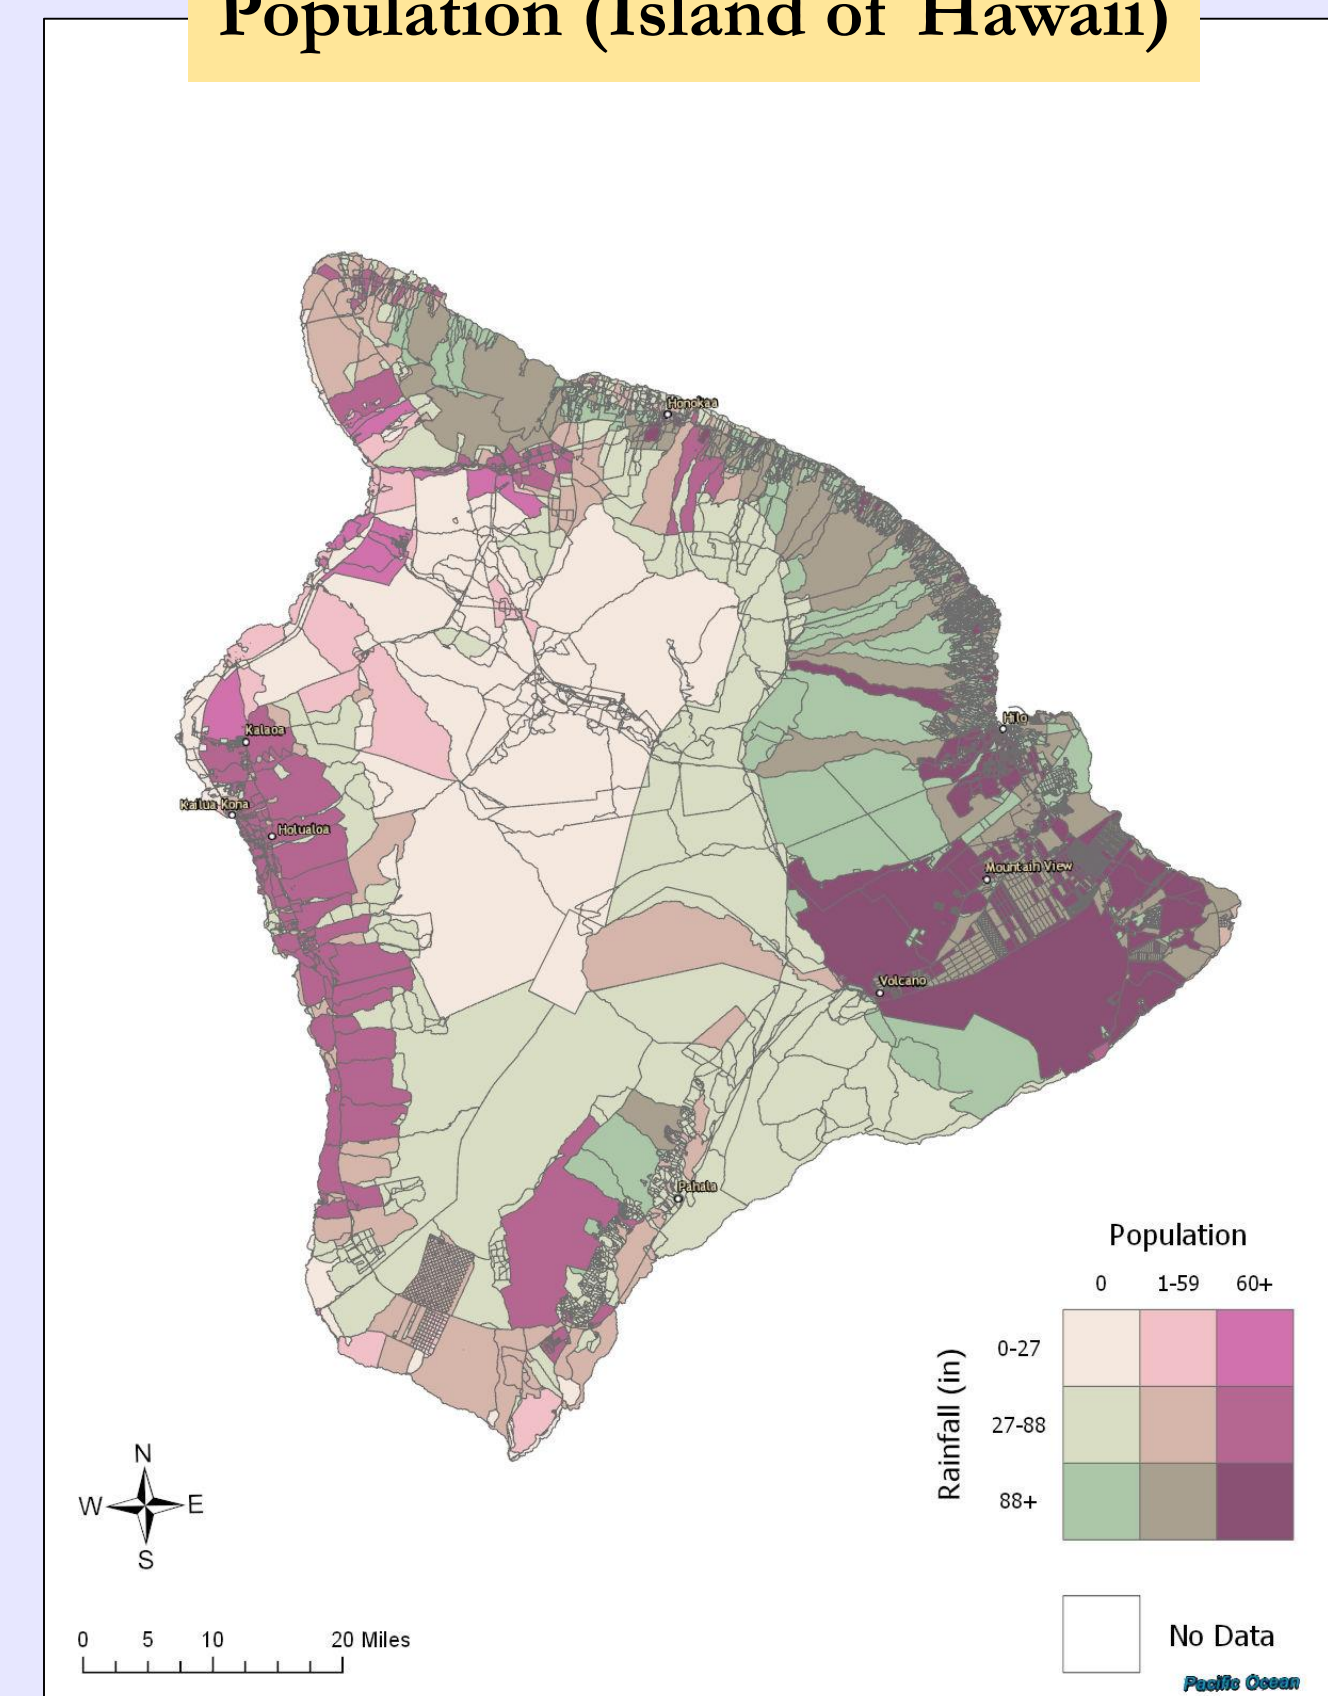 Population (Island of Hawaii)
Honokaa
Hilo
Kalaoa
Kailua-Kona
Holualoa
Mountain View
Volcano
Pahala
Population
0 1-59 60+
Rainfall (in)
0-27
27-88
88+
N
W E
S
0 5 10 20 Miles
No Data
Pacific Ocean